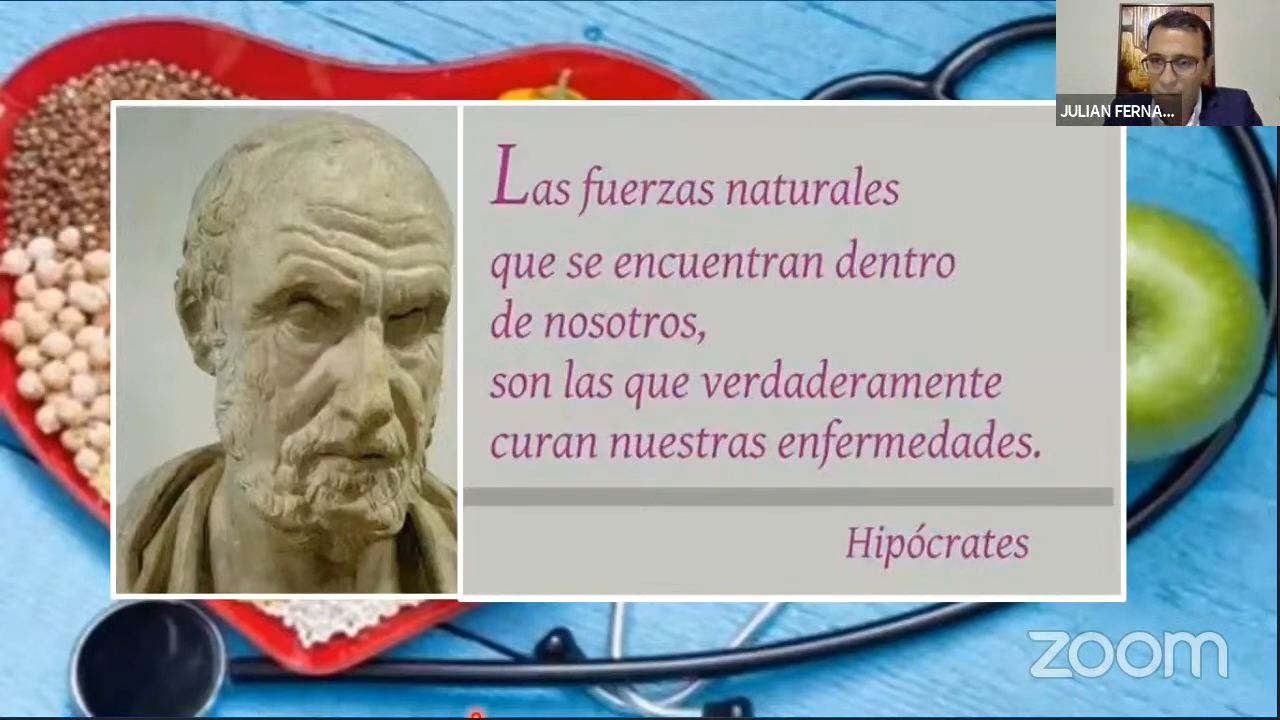 JULIAN FERNA...
Las fuerzas naturales
que se encuentran dentro
de nosotros,
son las que verdaderamente
curan nuestras enfermedades.
Hipócrates
zoom